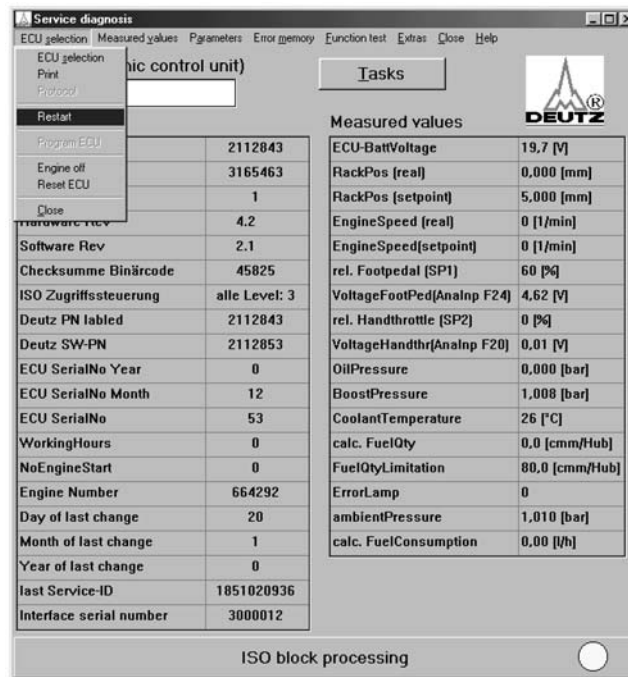 Service diagnosis
ECU selection Measured values Parameters Error memory Function test Extras Close Help
ECU selection
Print
Protocol
Restart
Program ECU
Engine off
Reset ECU
Close
nic control unit)
Tasks
DEUTZ ®
2112843
3165463
1
Hardware Rev 4.2
Software Rev 2.1
Checksumme Binärcode 45825
ISO Zugriffssteuerung alle Level: 3
Deutz PN labled 2112843
Deutz SW-PN 2112853
ECU SerialNo Year 0
ECU SerialNo Month 12
ECU SerialNo 53
WorkingHours 0
NoEngineStart 0
Engine Number 664292
Day of last change 20
Month of last change 1
Year of last change 0
last Service-ID 1851020936
Interface serial number 3000012
Measured values
ECU-BattVoltage 19,7 [V]
RackPos (real) 0,000 [mm]
RackPos (setpoint) 5,000 [mm]
EngineSpeed (real) 0 [1/min]
EngineSpeed(setpoint) 0 [1/min]
rel. Footpedal (SP1) 60 [%]
VoltageFootPed(AnaInp F24) 4,62 [V]
rel. Handthrottle (SP2) 0 [%]
VoltageHandthr(AnaInp F20) 0,01 [V]
OilPressure 0,000 [bar]
BoostPressure 1,008 [bar]
CoolantTemperature 26 [°C]
calc. FuelQty 0,0 [cmm/Hub]
FuelQtyLimitation 80,0 [cmm/Hub]
ErrorLamp 0
ambientPressure 1,010 [bar]
calc. FuelConsumption 0,00 [l/h]
ISO block processing